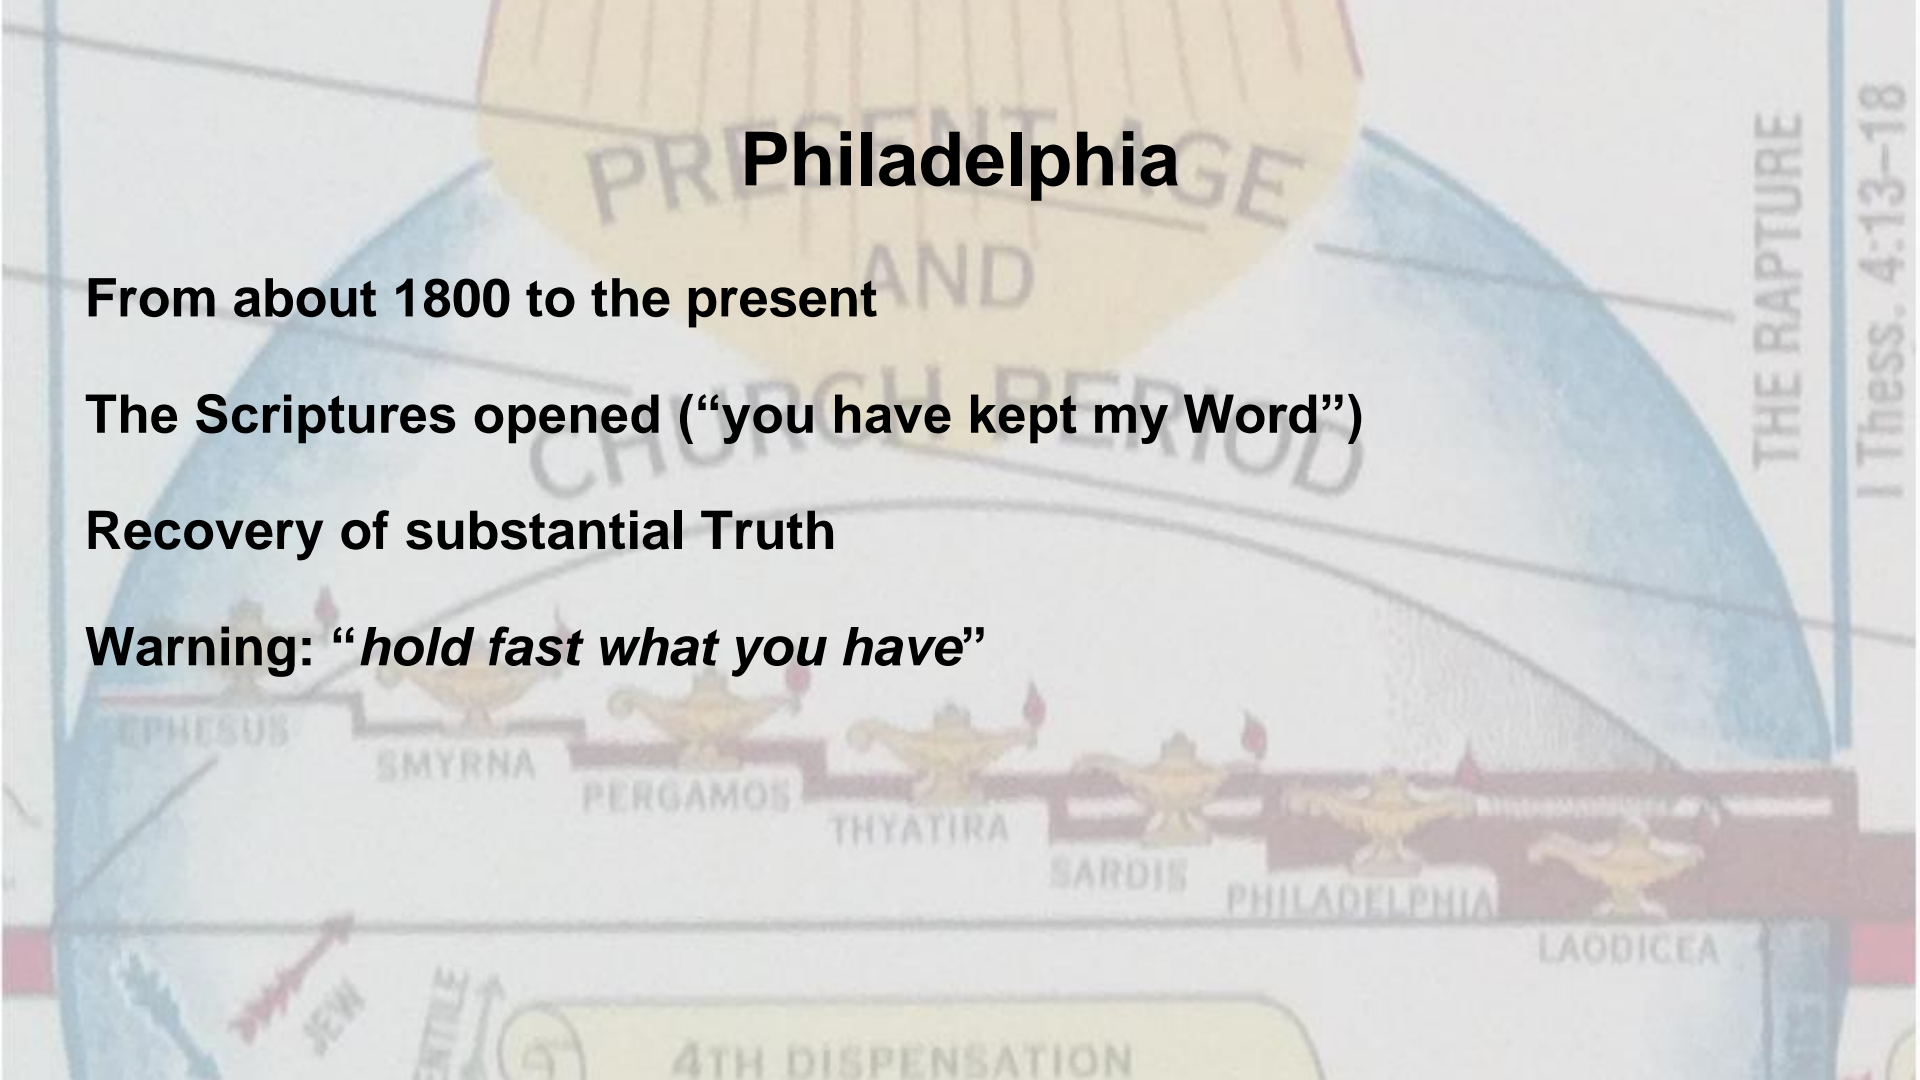 PRESENT AGE
Philadelphia
AND
From about 1800 to the present
CHURCH PERIOD
The Scriptures opened (“you have kept my Word”)
Recovery of substantial Truth
Warning: “hold fast what you have”
THE RAPTURE
I Thess. 4:13–18
EPHESUS
SMYRNA
PERGAMOS
THYATIRA
SARDIS
PHILADELPHIA
LAODICEA
JEW
4TH DISPENSATION